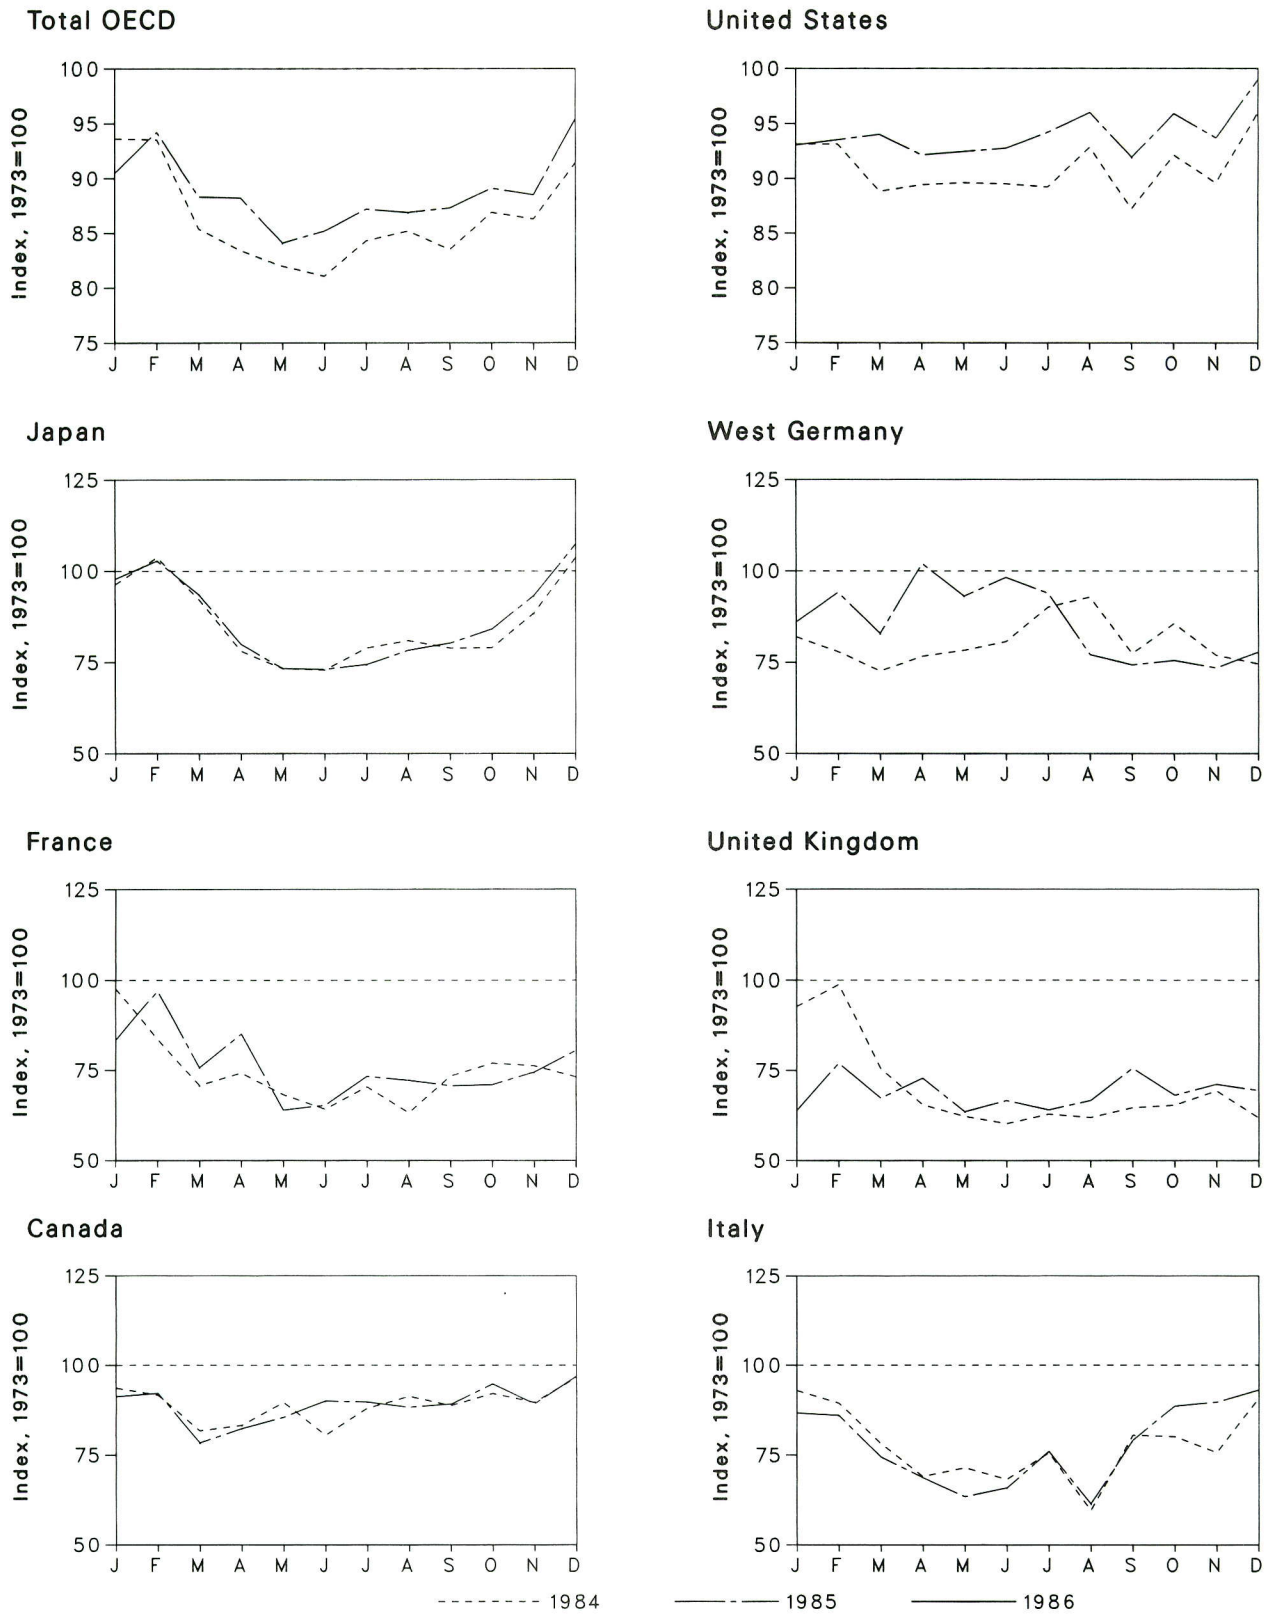 Total OECD
Index, 1973=100
100
95
90
85
80
75
J F M A M J J A S O N D
United States
Index, 1973=100
100
95
90
85
80
75
J F M A M J J A S O N D
Japan
Index, 1973=100
125
100
75
50
J F M A M J J A S O N D
West Germany
Index, 1973=100
125
100
75
50
J F M A M J J A S O N D
France
Index, 1973=100
125
100
75
50
J F M A M J J A S O N D
United Kingdom
Index, 1973=100
125
100
75
50
J F M A M J J A S O N D
Canada
Index, 1973=100
125
100
75
50
J F M A M J J A S O N D
Italy
Index, 1973=100
125
100
75
50
J F M A M J J A S O N D
1984 1985 1986